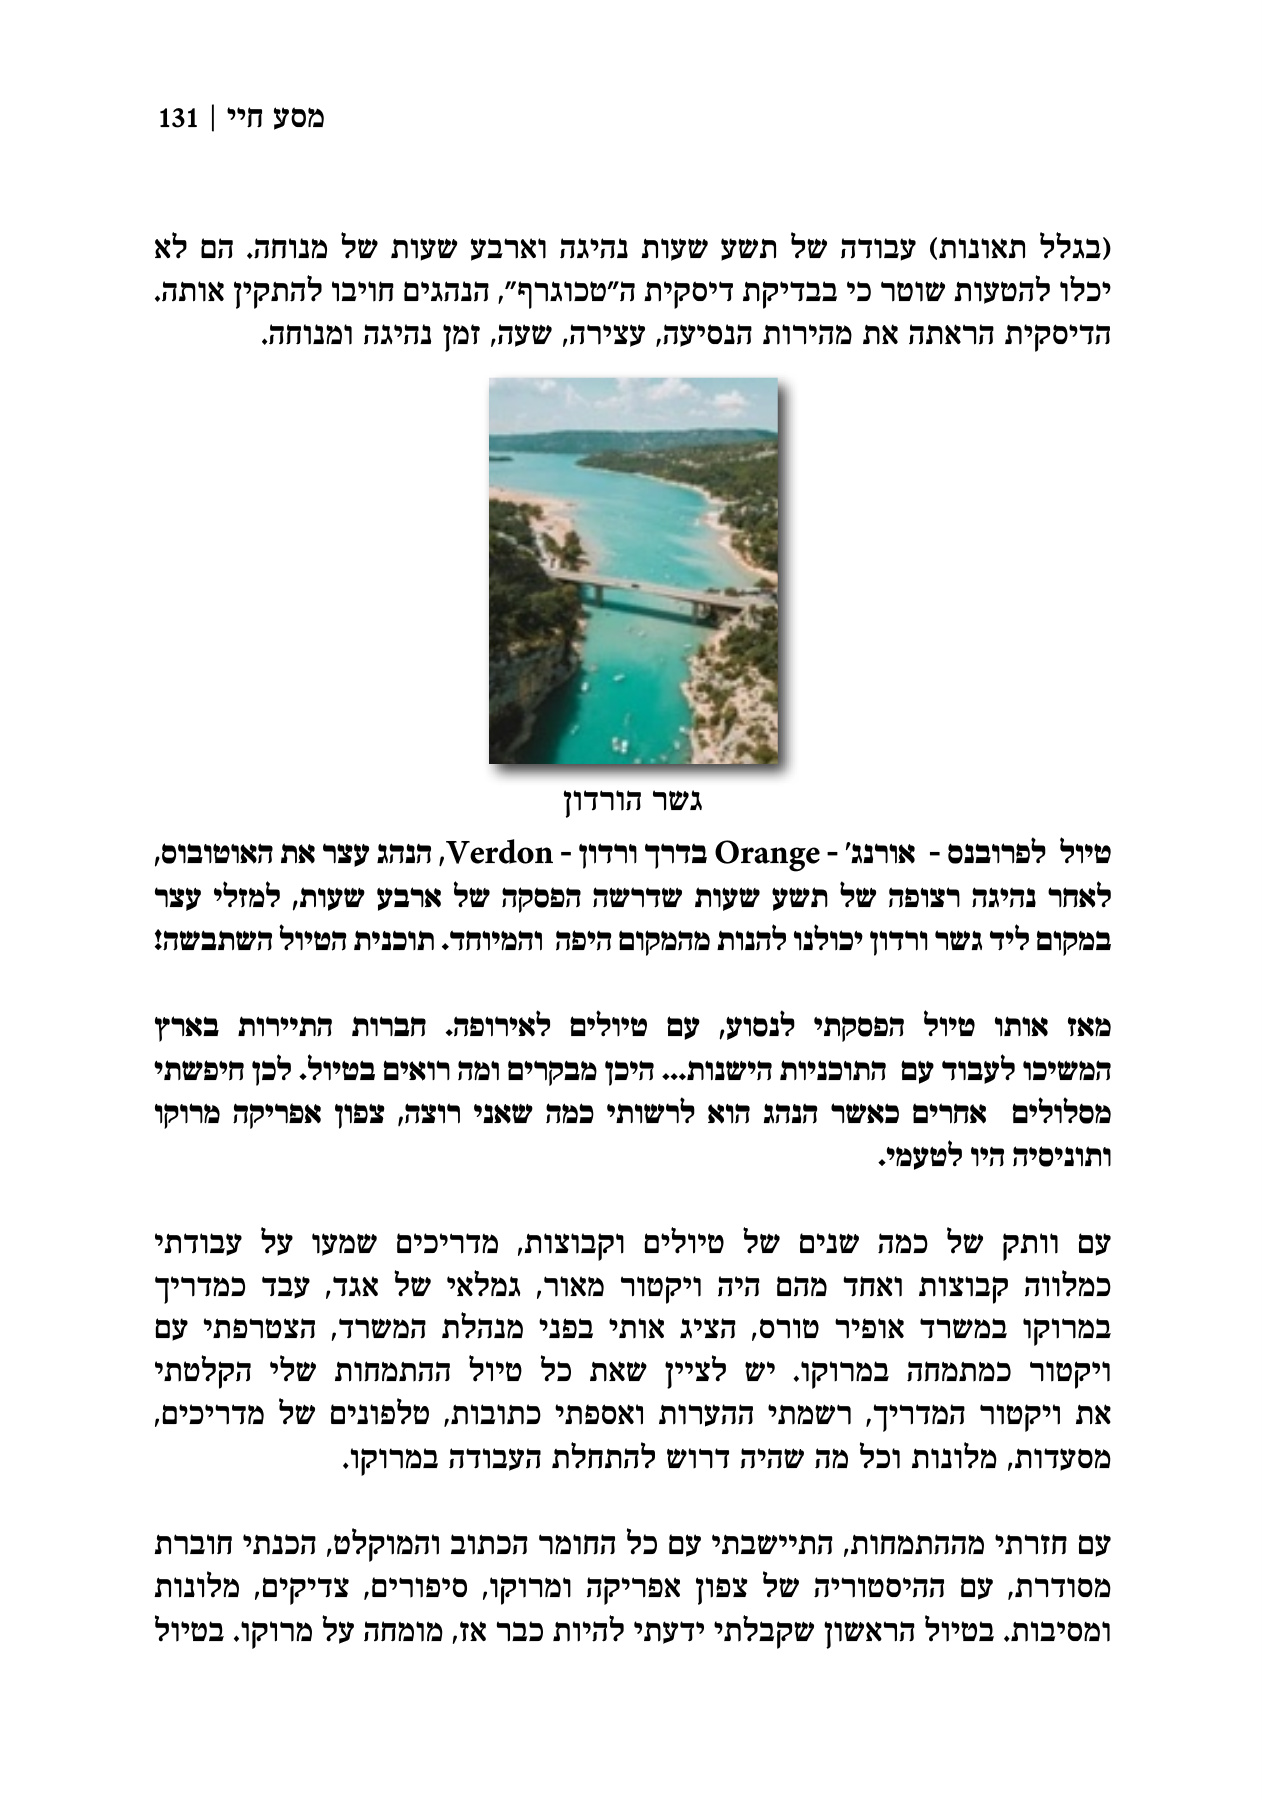 מסע חיי | 131
(בגלל תאונות) עבודה של תשע שעות נהיגה וארבע שעות של מנוחה. הם לא
יכלו להטעות שוטר כי בבדיקת דיסקית ה״טכוגרף״, הנהגים חויבו להתקין אותה.
הדיסקית הראתה את מהירות הנסיעה, עצירה, שעה, זמן נהיגה ומנוחה.
גשר הורדון
טיול לפרובנס - אורנג׳ - Orange בדרך ורדון - Verdon, הנהג עצר את האוטובוס,
לאחר נהיגה רצופה של תשע שעות שדרשה הפסקה של ארבע שעות, למזלי עצר
במקום ליד גשר ורדון יכולנו להנות מהמקום היפה והמיוחד. תוכנית הטיול השתבשה!
מאז אותו טיול הפסקתי לנסוע, עם טיולים לאירופה. חברות התיירות בארץ
המשיכו לעבוד עם התוכניות הישנות... היכן מבקרים ומה רואים בטיול. לכן חיפשתי
מסלולים אחרים כאשר הנהג הוא לרשותי כמה שאני רוצה, צפון אפריקה מרוקו
ותוניסיה היו לטעמי.
עם וותק של כמה שנים של טיולים וקבוצות, מדריכים שמעו על עבודתי
כמלווה קבוצות ואחד מהם היה ויקטור מאור, גמלאי של אגד, עבד כמדריך
במרוקו במשרד אופיר טורס, הציג אותי בפני מנהלת המשרד, הצטרפתי עם
ויקטור כמתמחה במרוקו. יש לציין שאת כל טיול ההתמחות שלי הקלטתי
את ויקטור המדריך, רשמתי ההערות ואספתי כתובות, טלפונים של מדריכים,
מסעדות, מלונות וכל מה שהיה דרוש להתחלת העבודה במרוקו.
עם חזרתי מההתמחות, התיישבתי עם כל החומר הכתוב והמוקלט, הכנתי חוברת
מסודרת, עם ההיסטוריה של צפון אפריקה ומרוקו, סיפורים, צדיקים, מלונות
ומסיבות. בטיול הראשון שקבלתי ידעתי להיות כבר אז, מומחה על מרוקו. בטיול